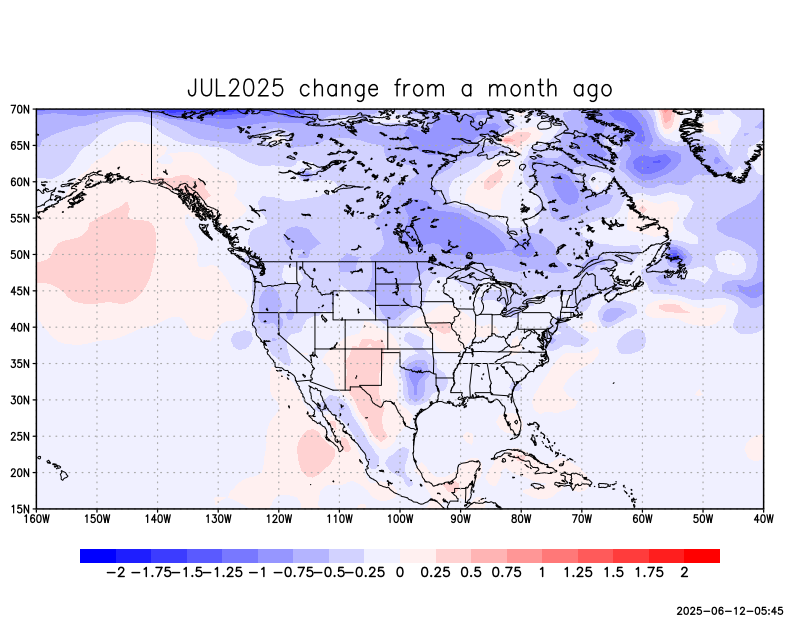 JUL2025 change from a month ago
70N
65N
60N
55N
50N
45N
40N
35N
30N
25N
20N
15N
160W 150W 140W 130W 120W 110W 100W 90W 80W 70W 60W 50W 40W
−2 −1.75 −1.5 −1.25 −1 −0.75 −0.5 −0.25 0 0.25 0.5 0.75 1 1.25 1.5 1.75 2
2025-06-12-05:45